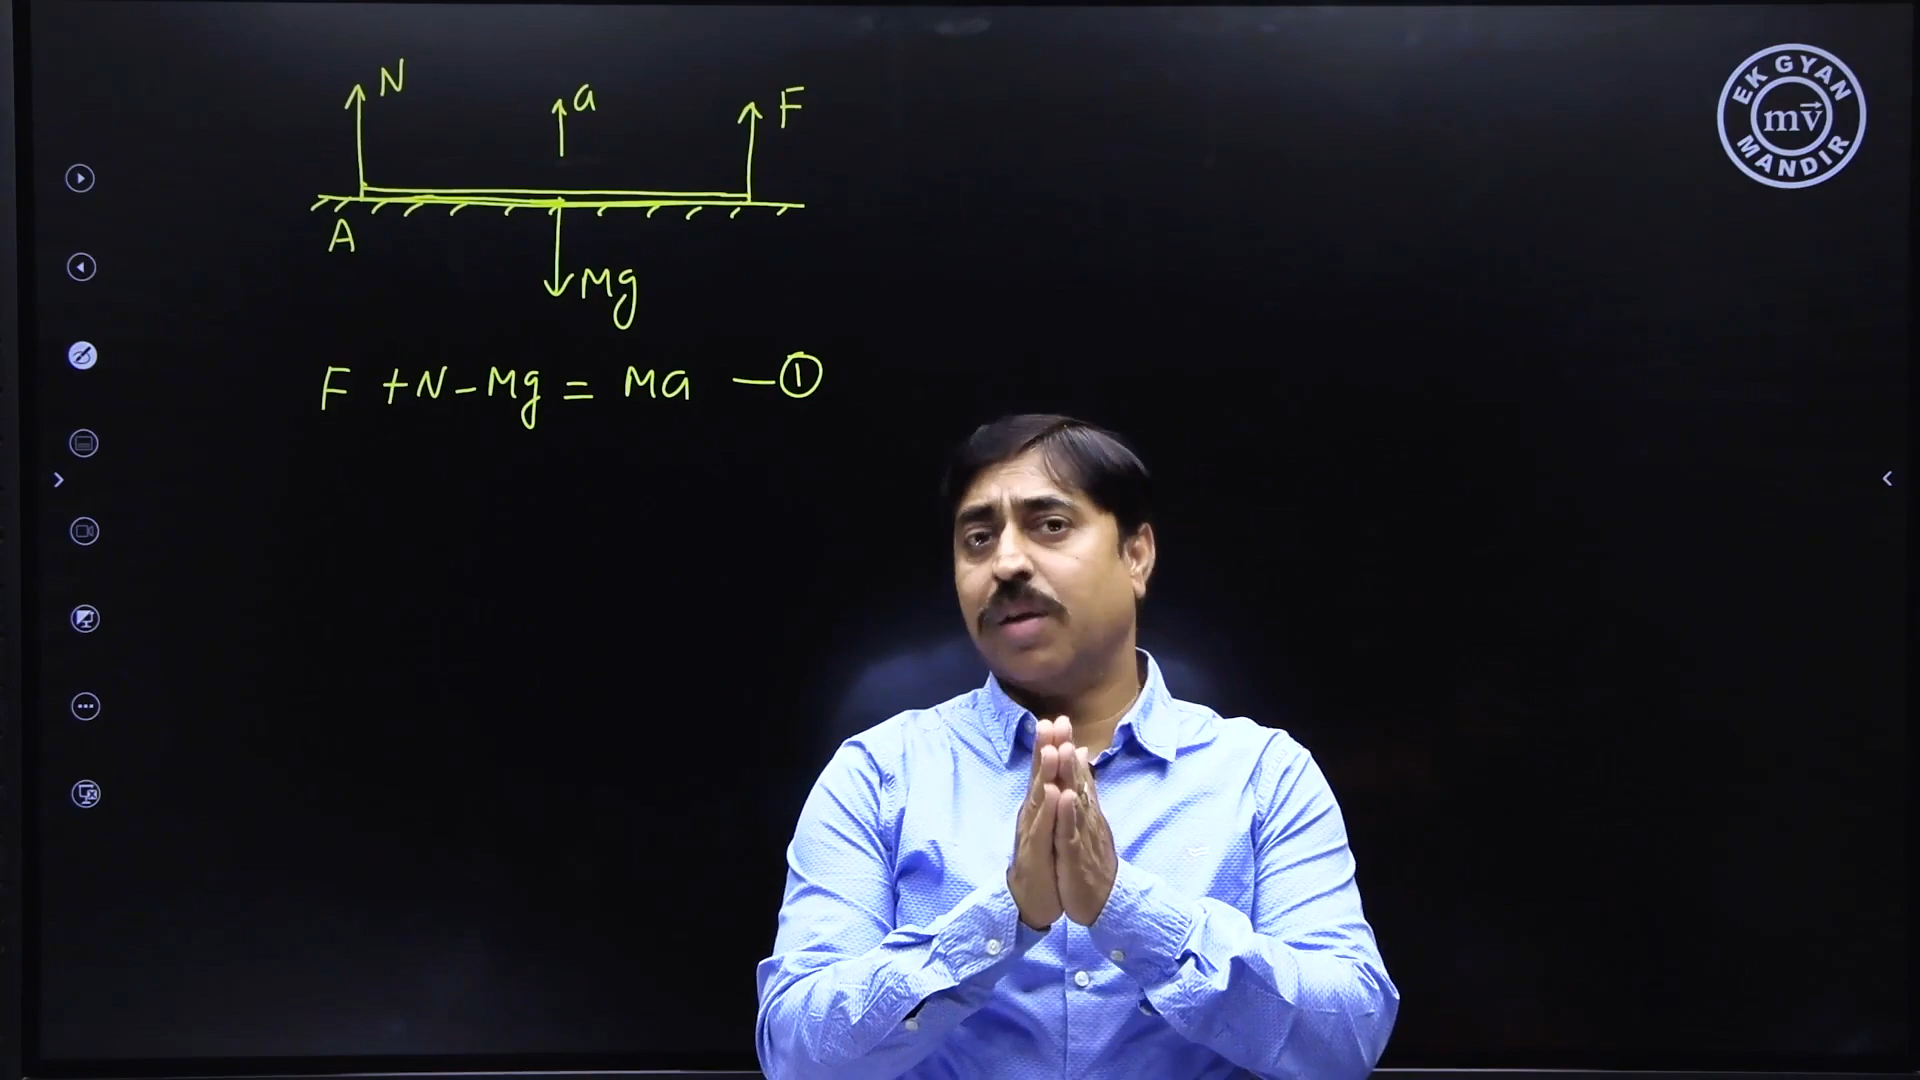 N
a
F
A
Mg
F + N - Mg = Ma — ①
EK GYAN
mv⃗
MANDIR